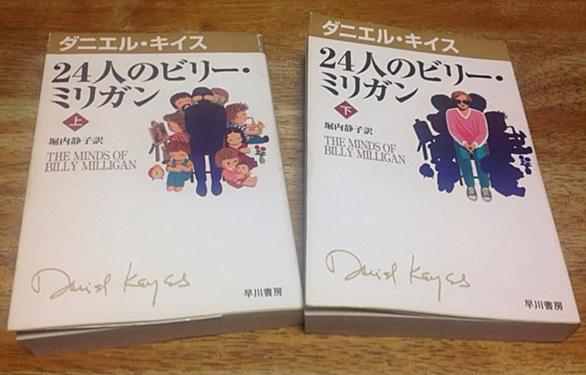 ダニエル・キイス
24人のビリー・
ミリガン
上
堀内静子訳
THE MINDS OF
BILLY MILLIGAN
Daniel Keyes
早川書房
ダニエル・キイス
24人のビリー・
ミリガン
下
堀内静子訳
THE MINDS OF
BILLY MILLIGAN
Daniel Keyes
早川書房